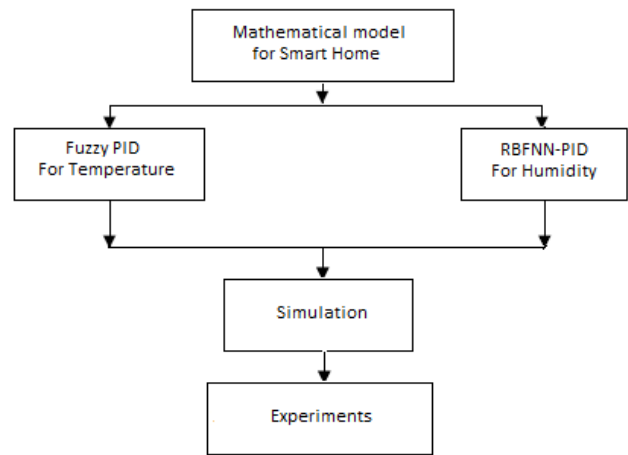 Mathematical model
for Smart Home
Fuzzy PID
For Temperature
RBFNN-PID
For Humidity
Simulation
Experiments